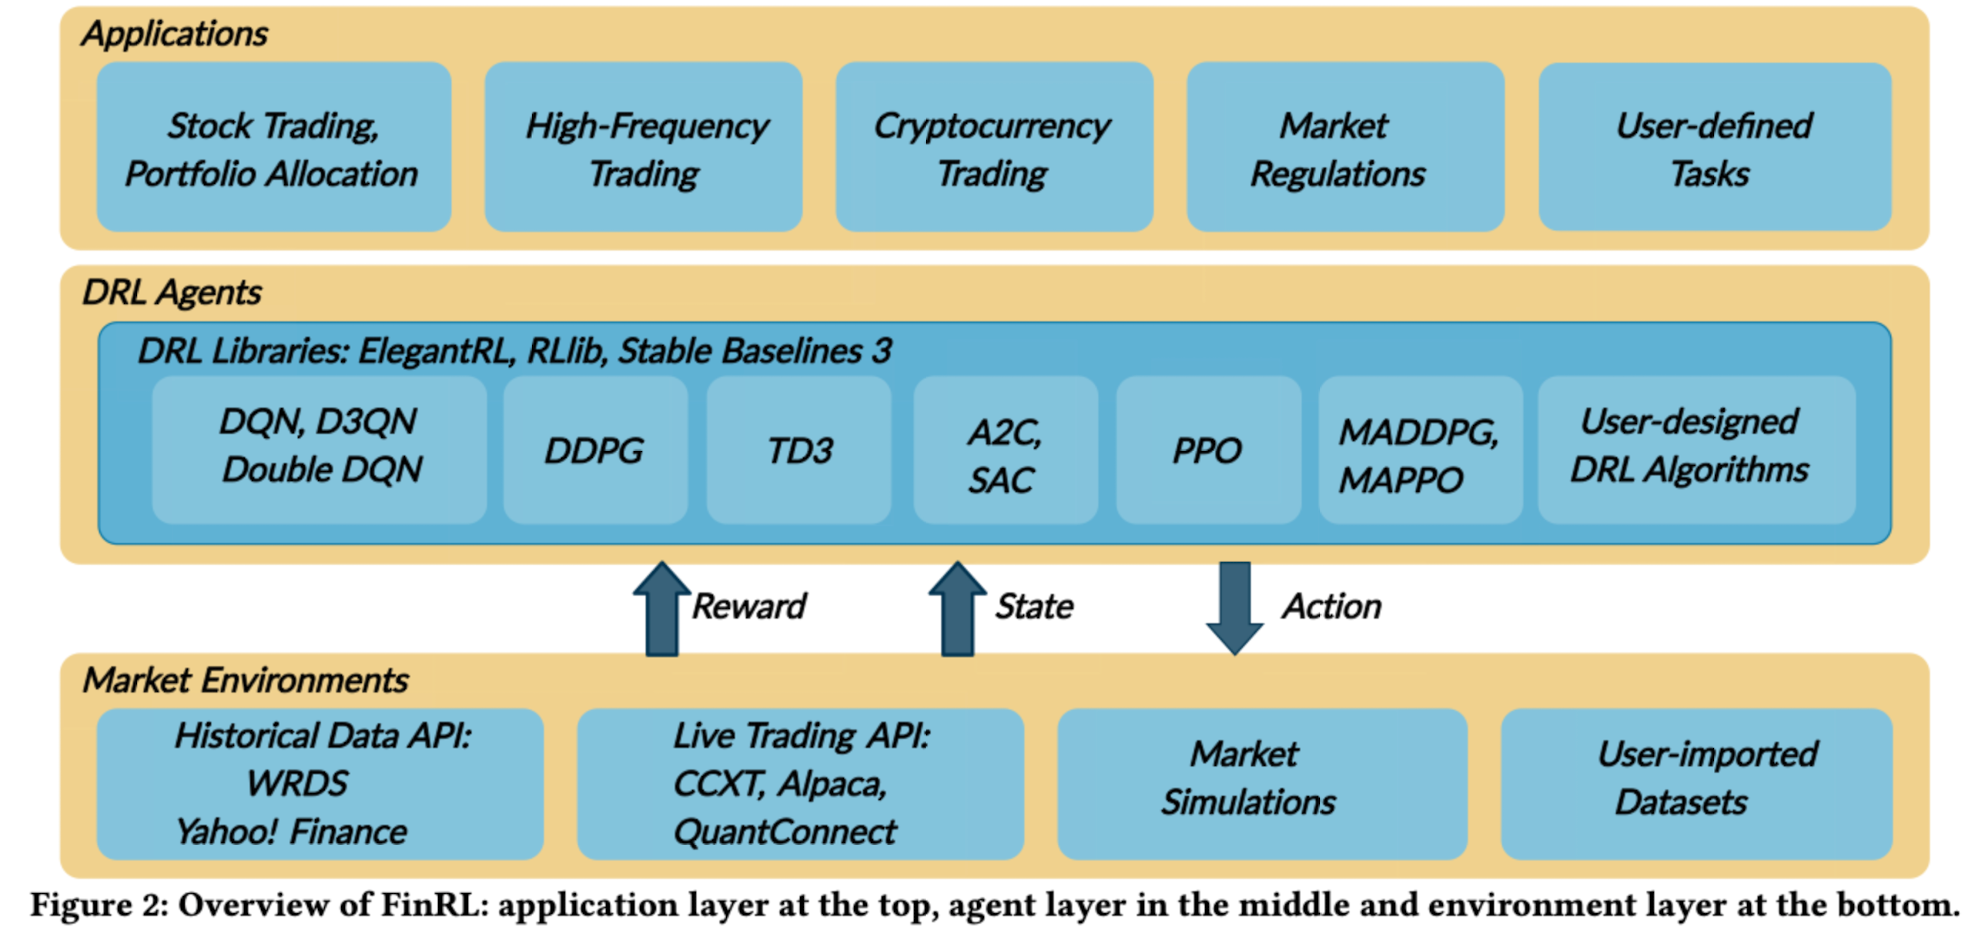 Applications
Stock Trading,
Portfolio Allocation
High-Frequency
Trading
Cryptocurrency
Trading
Market
Regulations
User-defined
Tasks
DRL Agents
DRL Libraries: ElegantRL, RLlib, Stable Baselines 3
DQN, D3QN
Double DQN
DDPG
TD3
A2C,
SAC
PPO
MADDPG,
MAPPO
User-designed
DRL Algorithms
Reward
State
Action
Market Environments
Historical Data API:
WRDS
Yahoo! Finance
Live Trading API:
CCXT, Alpaca,
QuantConnect
Market
Simulations
User-imported
Datasets
Figure 2: Overview of FinRL: application layer at the top, agent layer in the middle and environment layer at the bottom.